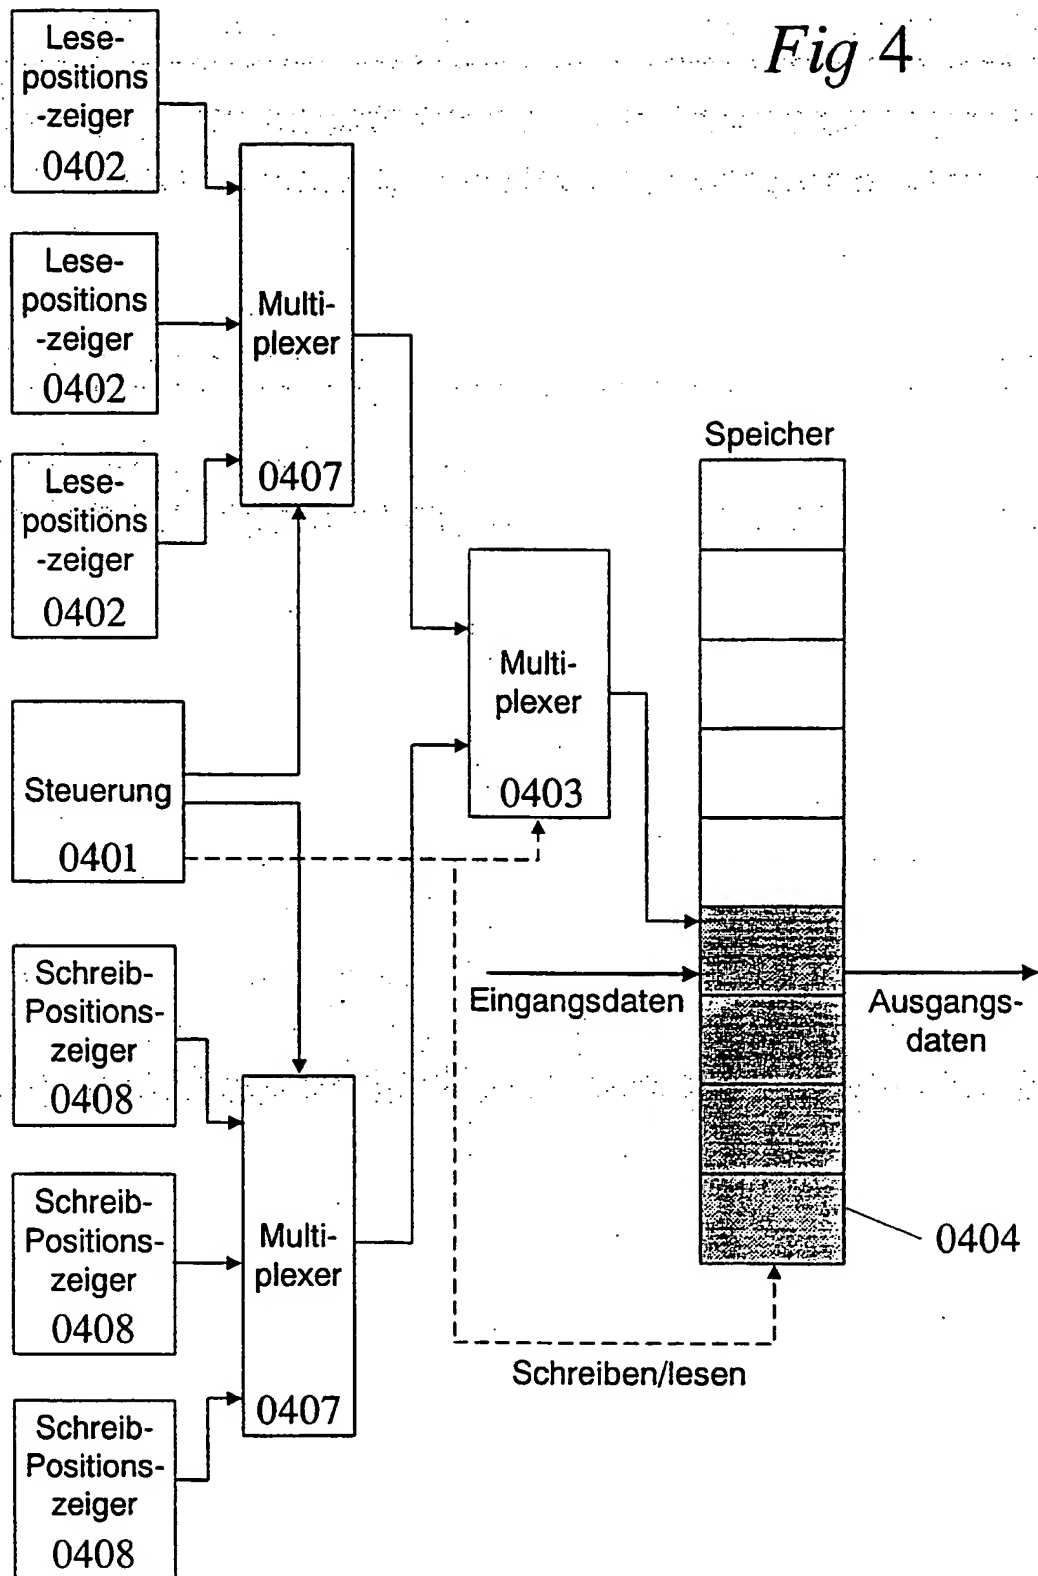 Fig 4
Lese-
positions
-zeiger
0402
Lese-
positions
-zeiger
0402
Lese-
positions
-zeiger
0402
Multi-
plexer
0407
Speicher
Multi-
plexer
0403
Steuerung
0401
Eingangsdaten
Ausgangs-
daten
Schreib-
Positions-
zeiger
0408
Schreib-
Positions-
zeiger
0408
Schreib-
Positions-
zeiger
0408
Multi-
plexer
0407
0404
Schreiben/lesen